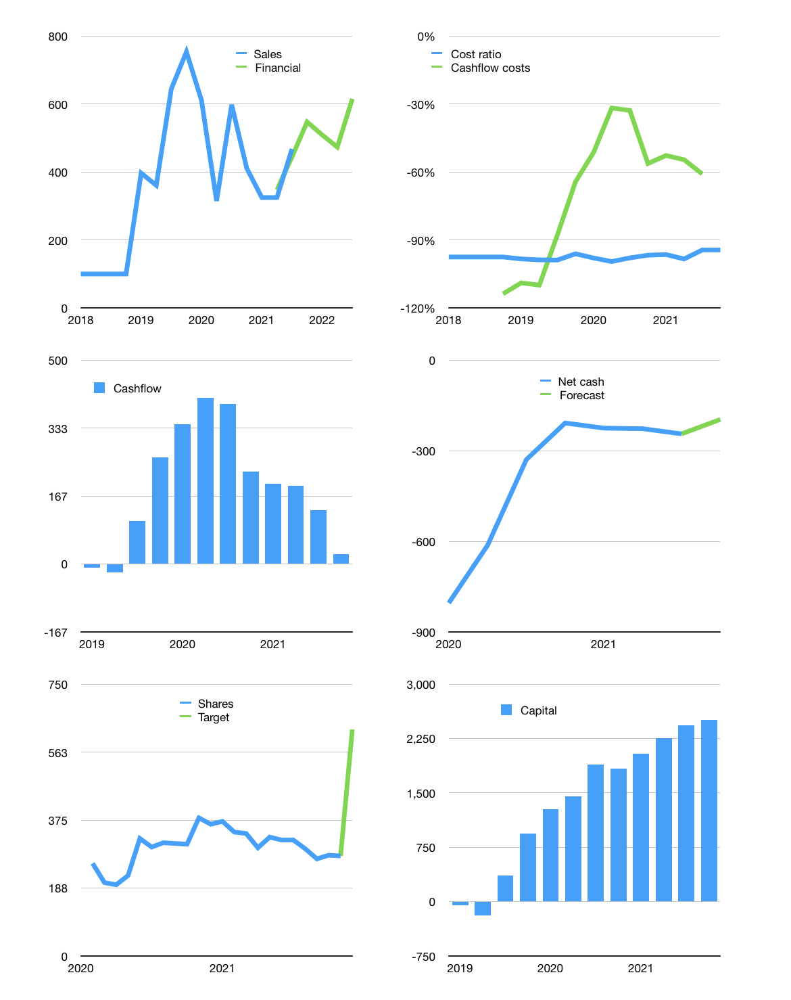 800
Sales
Financial
600
400
200
0
2018 2019 2020 2021 2022
0%
Cost ratio
Cashflow costs
-30%
-60%
-90%
-120%
2018 2019 2020 2021
500
Cashflow
333
167
0
-167
2019 2020 2021
0
Net cash
Forecast
-300
-600
-900
2020 2021
750
Shares
Target
563
375
188
0
2020 2021
3,000
Capital
2,250
1,500
750
0
-750
2019 2020 2021